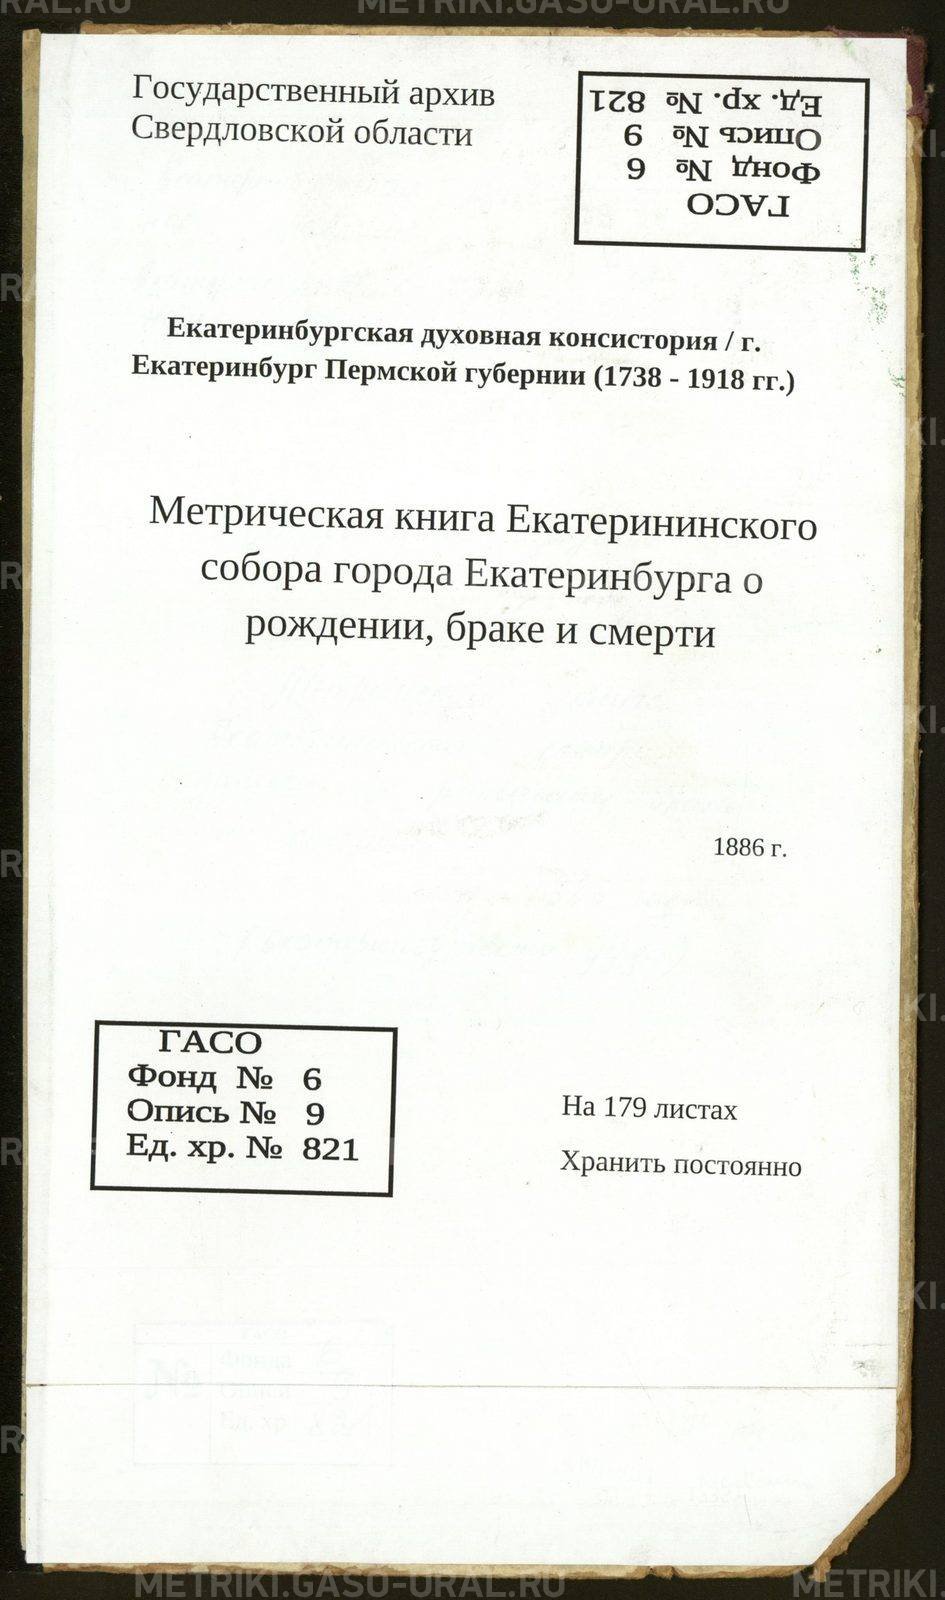 METRIKI.GASO-URAL.RU
Государственный архив
Свердловской области
ГАСО
Фонд № 6
Опись № 9
Ед. хр. № 821
Екатеринбургская духовная консистория / г.
Екатеринбург Пермской губернии (1738 - 1918 гг.)
Метрическая книга Екатерининского
собора города Екатеринбурга о
рождении, браке и смерти
1886 г.
ГАСО
Фонд № 6
Опись № 9
Ед. хр. № 821
На 179 листах
Хранить постоянно
METRIKI.GASO-URAL.RU